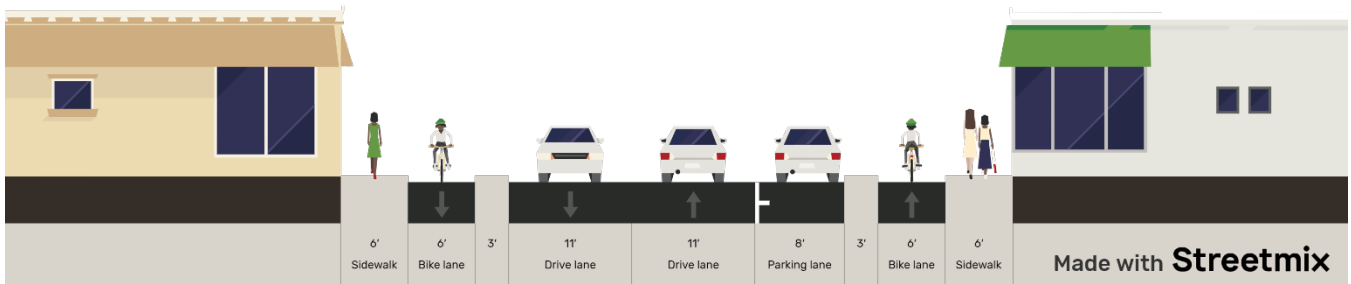 6' 6' 3' 11' 11' 8' 3' 6' 6'
Sidewalk Bike lane Drive lane Drive lane Parking lane Bike lane Sidewalk
Made with Streetmix